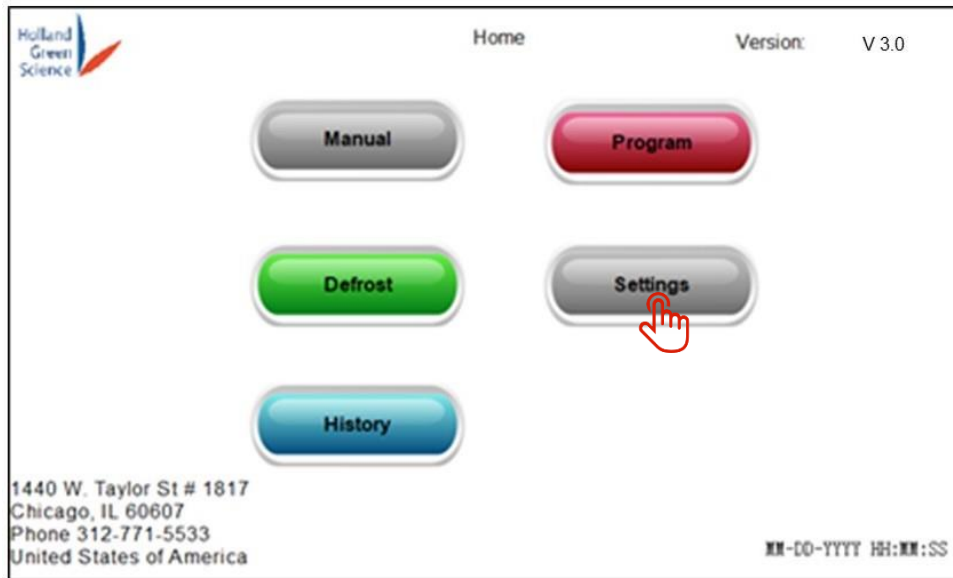 Holland
Green
Science
Home
Version: V 3.0
Manual
Program
Defrost
Settings
History
1440 W. Taylor St # 1817
Chicago, IL 60607
Phone 312-771-5533
United States of America
MM-DD-YYYY HH:MM:SS